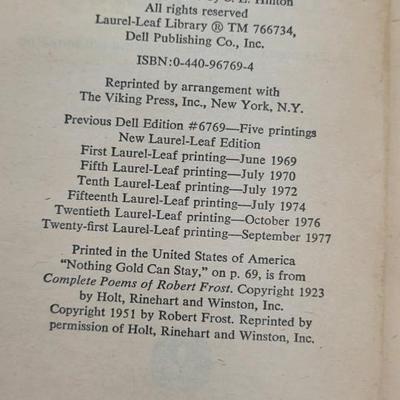 by S. E. Hinton
All rights reserved
Laurel-Leaf Library ® TM 766734,
Dell Publishing Co., Inc.
ISBN:0-440-96769-4
Reprinted by arrangement with
The Viking Press, Inc., New York, N.Y.
Previous Dell Edition #6769—Five printings
New Laurel-Leaf Edition
First Laurel-Leaf printing—June 1969
Fifth Laurel-Leaf printing—July 1970
Tenth Laurel-Leaf printing—July 1972
Fifteenth Laurel-Leaf printing—July 1974
Twentieth Laurel-Leaf printing—October 1976
Twenty-first Laurel-Leaf printing—September 1977
Printed in the United States of America
"Nothing Gold Can Stay," on p. 69, is from
Complete Poems of Robert Frost. Copyright 1923
by Holt, Rinehart and Winston, Inc.
Copyright 1951 by Robert Frost. Reprinted by
permission of Holt, Rinehart and Winston, Inc.